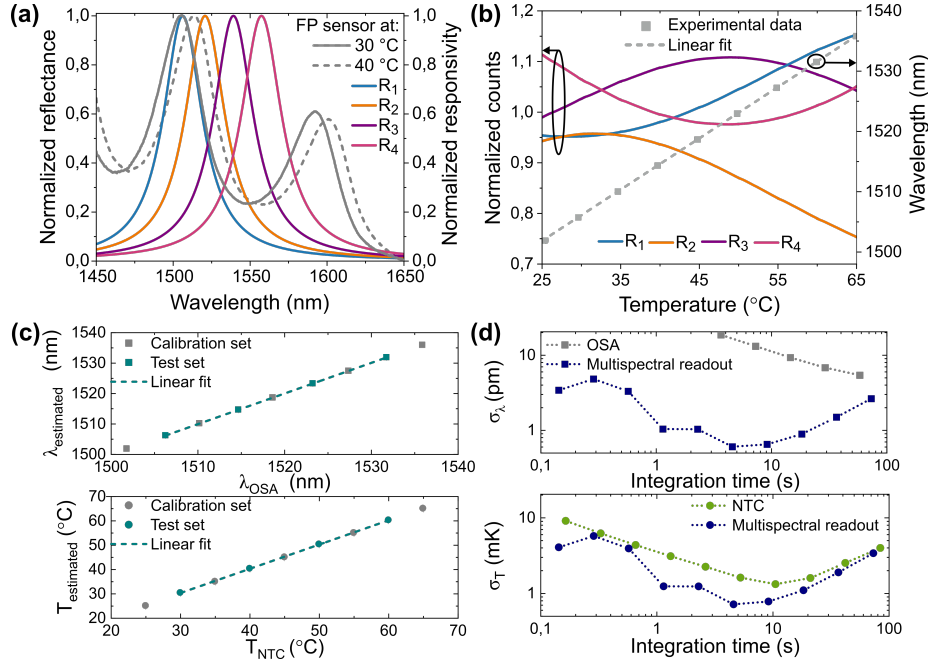 (a)
Normalized reflectance
1,0
0,8
0,6
0,4
0,2
0,0
1450
1500
1550
1600
1650
Wavelength (nm)
FP sensor at:
30 °C
40 °C
R1
R2
R3
R4
1,0
0,8
0,6
0,4
0,2
0,0
Normalized responsivity
(b)
Normalized counts
1,2
1,1
1,0
0,9
0,8
0,7
25
35
45
55
65
Temperature (°C)
Experimental data
Linear fit
R1 R2 R3 R4
1540
1530
1520
1510
1500
Wavelength (nm)
(c)
λestimated (nm)
1540
1530
1520
1510
1500
Calibration set
Test set
Linear fit
1500
1510
1520
1530
1540
λOSA (nm)
Testimated (°C)
70
60
50
40
30
20
Calibration set
Test set
Linear fit
20
30
40
50
60
70
TNTC (°C)
(d)
σλ (pm)
10
1
OSA
Multispectral readout
0,1
1
10
100
Integration time (s)
σT (mK)
10
1
NTC
Multispectral readout
0,1
1
10
100
Integration time (s)